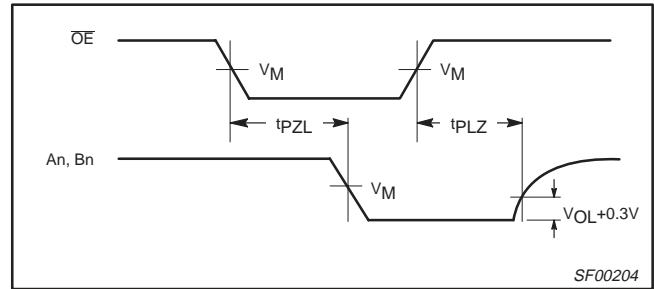 OE
VM
VM
tPZL
tPLZ
An, Bn
VM
VOL+0.3V
SF00204